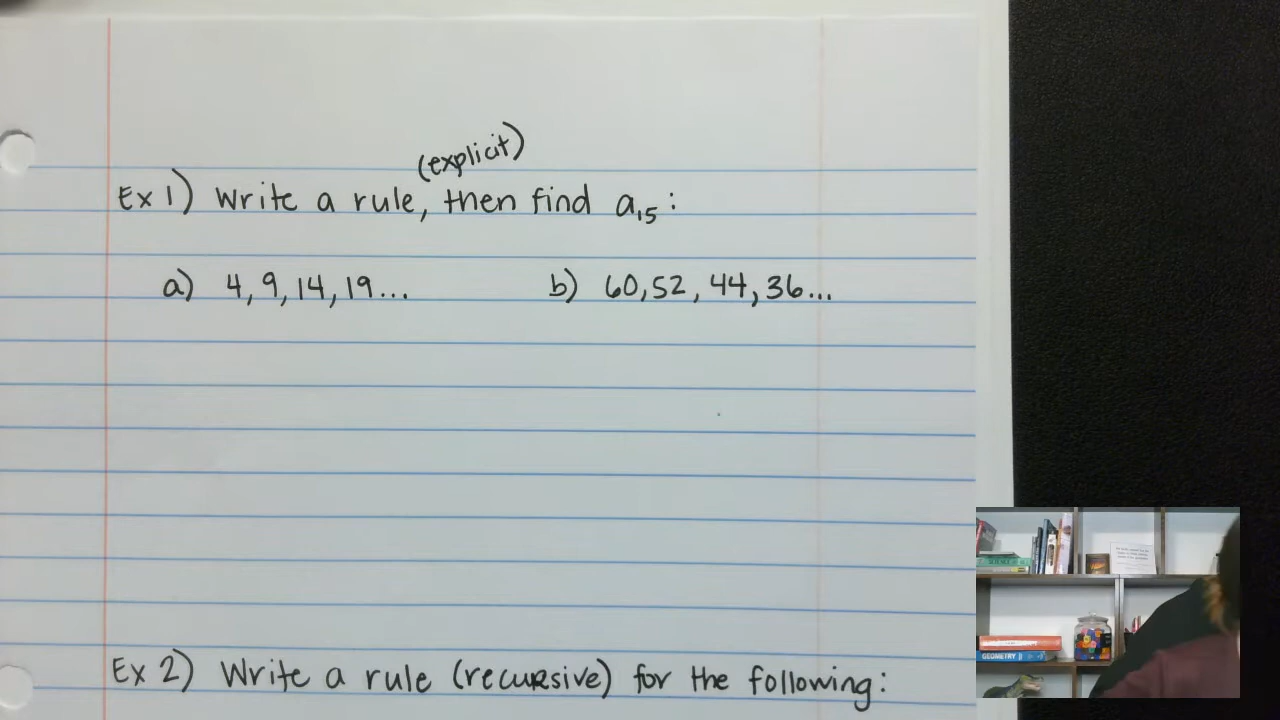 (explicit)
Ex 1) Write a rule, then find a₁₅:
a) 4, 9, 14, 19... b) 60, 52, 44, 36...
Ex 2) Write a rule (recursive) for the following:
GEOMETRY